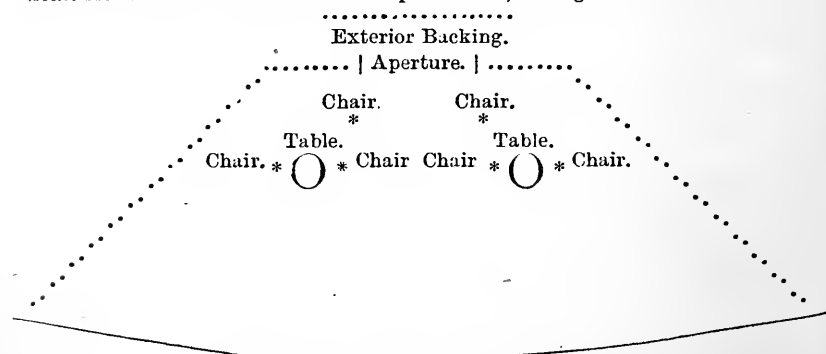 Exterior Backing.
| Aperture. |
Chair. Chair.
* *
Table. Table.
Chair. * O * Chair Chair * O * Chair.